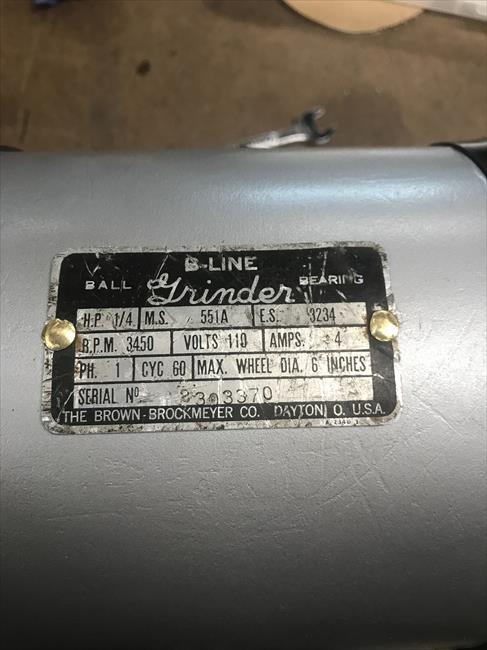 B-LINE
BALL Grinder BEARING
H.P. 1/4 M.S. 551A E.S. 3234
R.P.M. 3450 VOLTS 110 AMPS. 4
PH. 1 CYC 60 MAX. WHEEL DIA. 6 INCHES
SERIAL Nº 2303370
THE BROWN-BROCKMEYER CO. DAYTON, O. U.S.A.